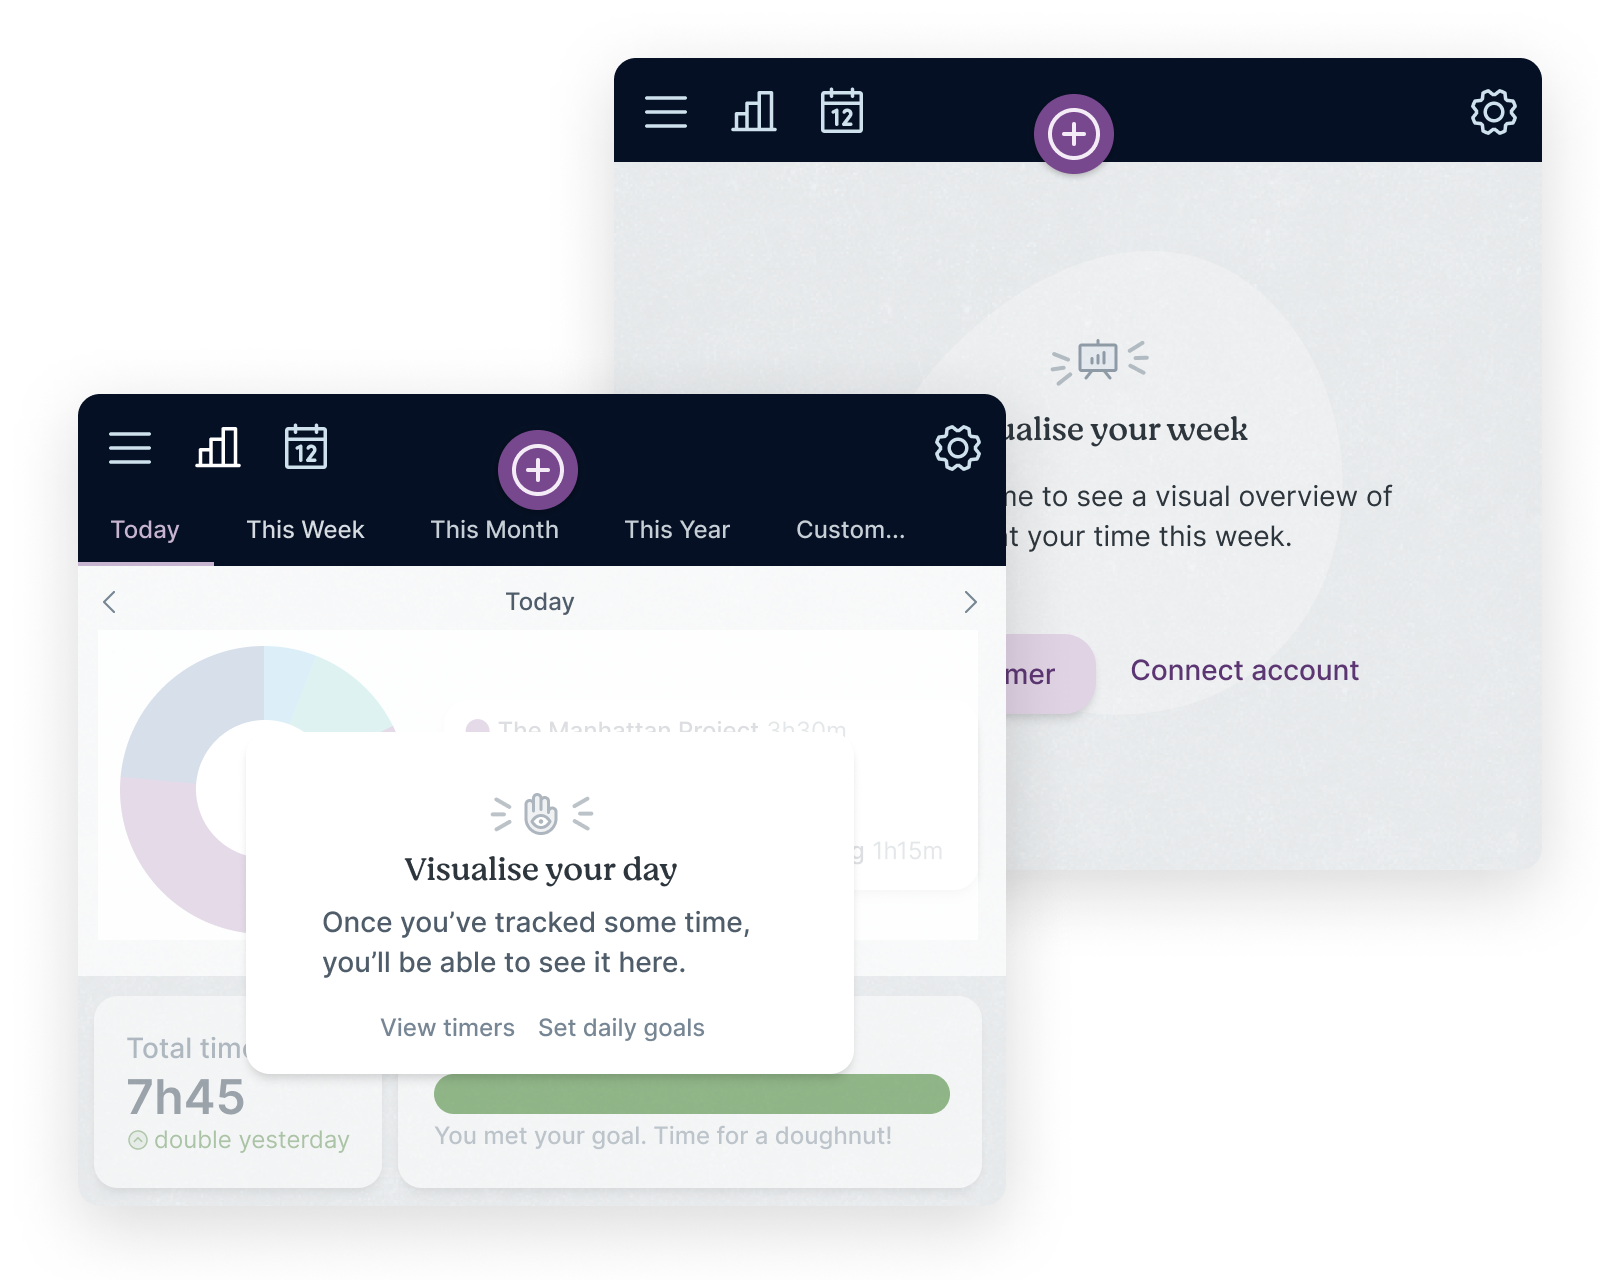 12
ualise your week
me to see a visual overview of
t your time this week.
mer
Connect account
12
Today
This Week
This Month
This Year
Custom...
Today
The Manhattan Project 3h30m
g 1h15m
Visualise your day
Once you’ve tracked some time,
you’ll be able to see it here.
View timers
Set daily goals
Total time
7h45
double yesterday
You met your goal. Time for a doughnut!